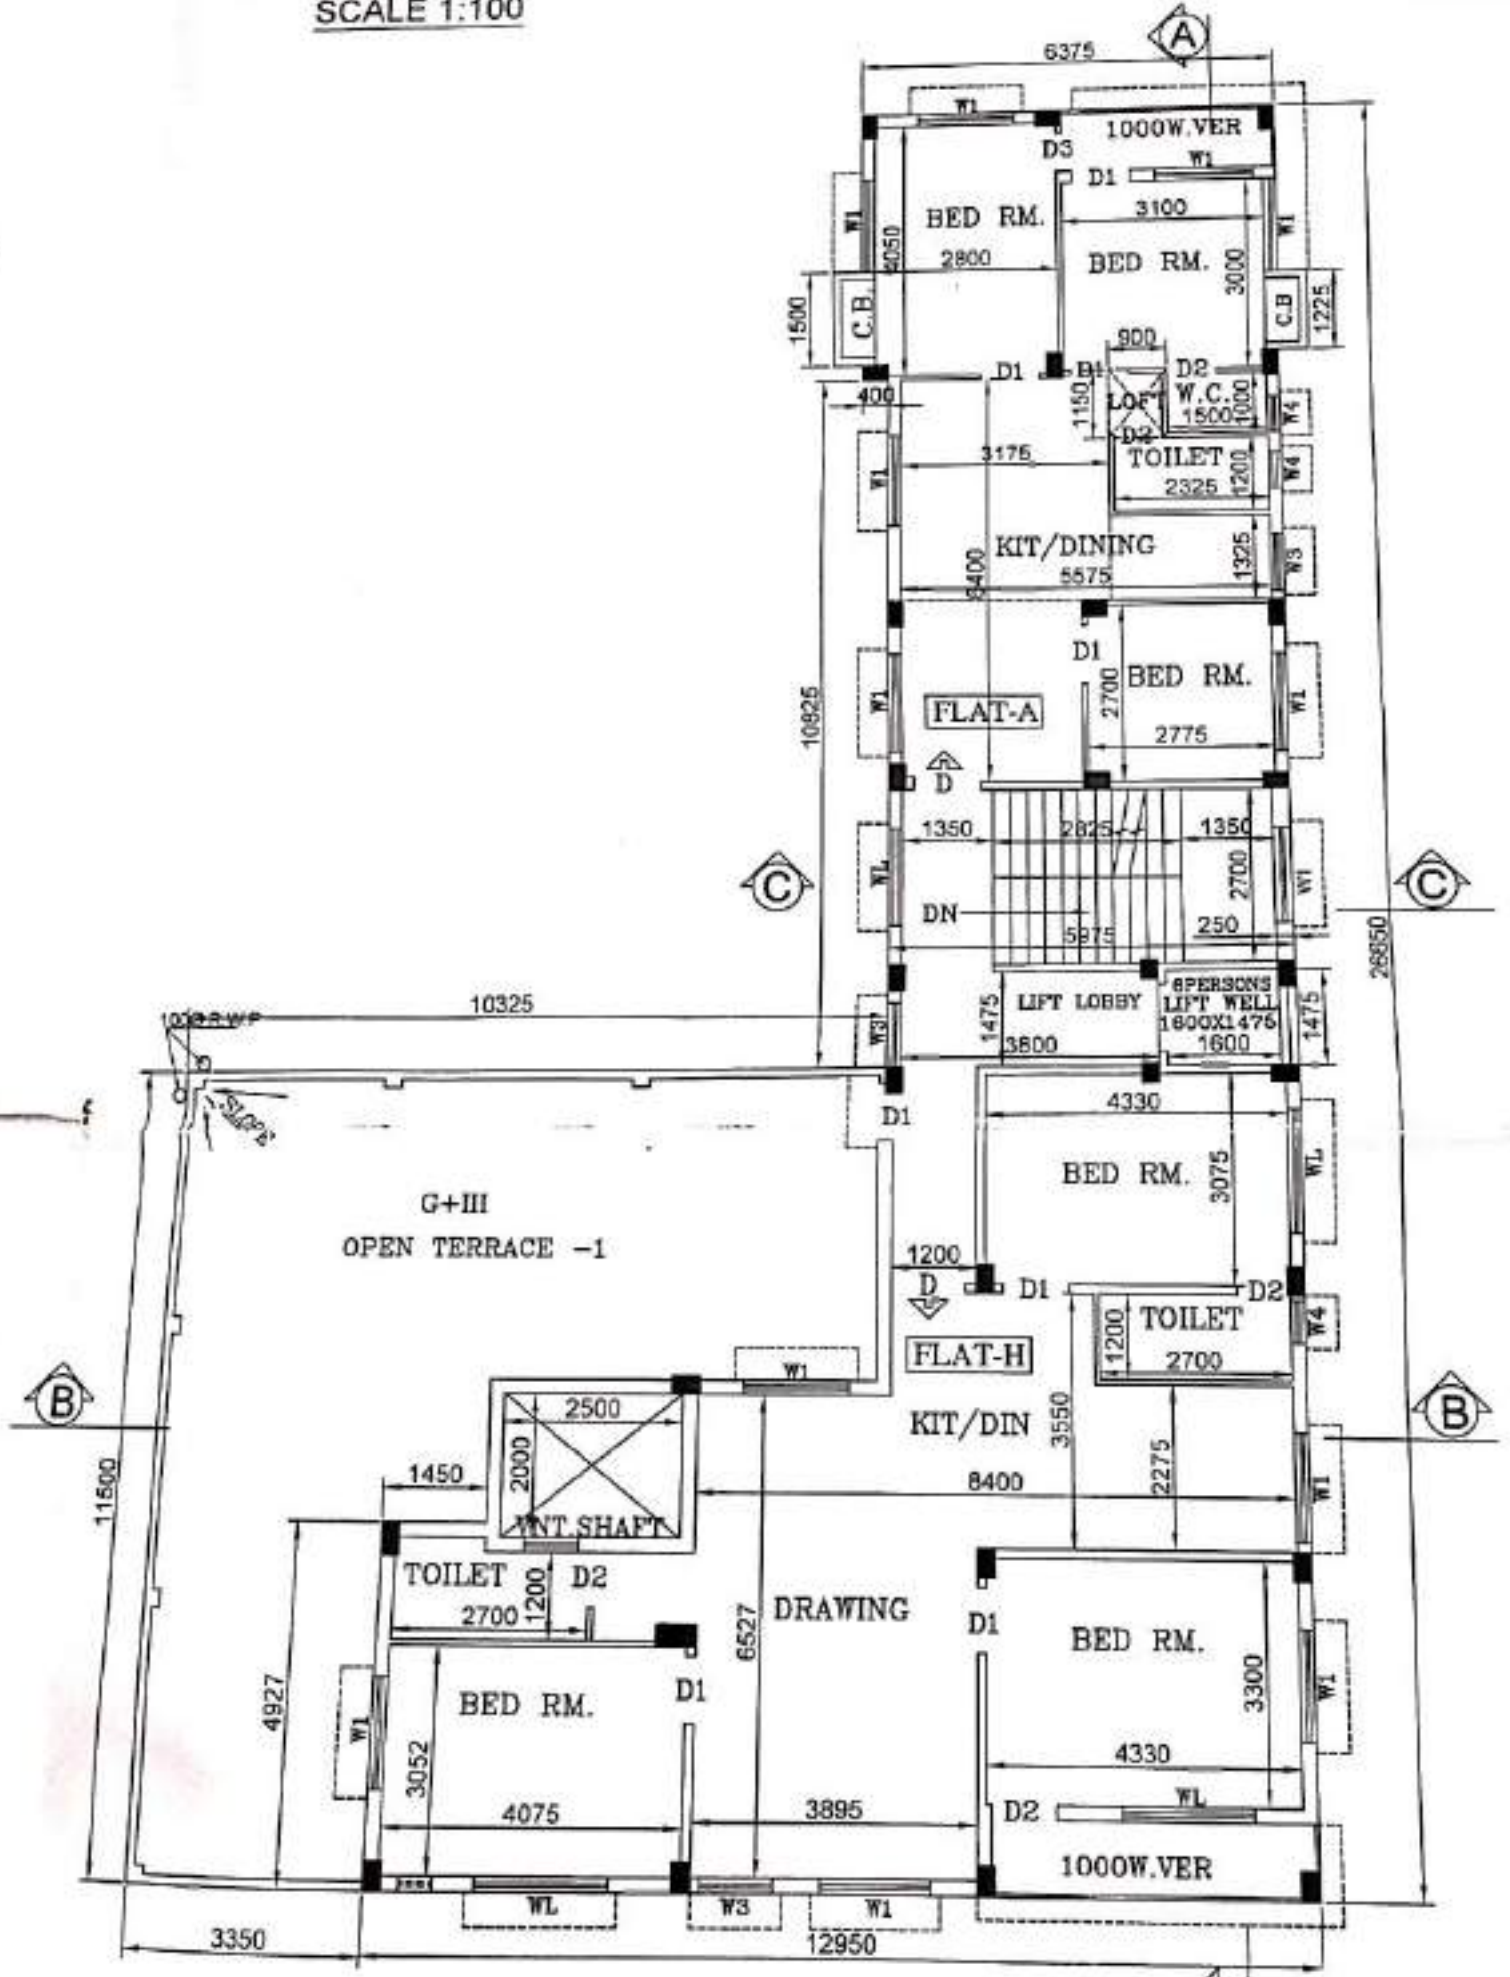 SCALE 1:100
A
6375
W1
1000W.VER
D3
W1
D1
W1
BED RM.
3100
W1
4050
2800
BED RM.
3000
1500
C.B.
C.B
1225
900
D1
D1
D2
400
1150
LOFT
W.C.
1500
1000
W4
D2
W1
3175
TOILET
1200
W4
2325
KIT/DINING
1325
W3
8400
5575
D1
10825
W1
2700
BED RM.
W1
FLAT-A
2775
D
1350
2825
1350
C
WL
2700
W1
C
DN
250
5975
26650
10325
LIFT LOBBY
6PERSONS
LIFT WELL
1600X1475
W3
1475
3800
1600
1475
SLOPE
D1
4330
BED RM.
3075
WL
G+III
OPEN TERRACE -1
1200
D
D1
D2
TOILET
1200
W4
2700
FLAT-H
W1
B
2500
KIT/DIN
3550
B
2000
1450
8400
2275
W1
11500
VNT.SHAFT
TOILET
1200
D2
2700
DRAWING
D1
6527
BED RM.
4927
BED RM.
D1
3300
W1
W1
3052
4330
4075
3895
D2
WL
1000W.VER
WL
W3
W1
3350
12950